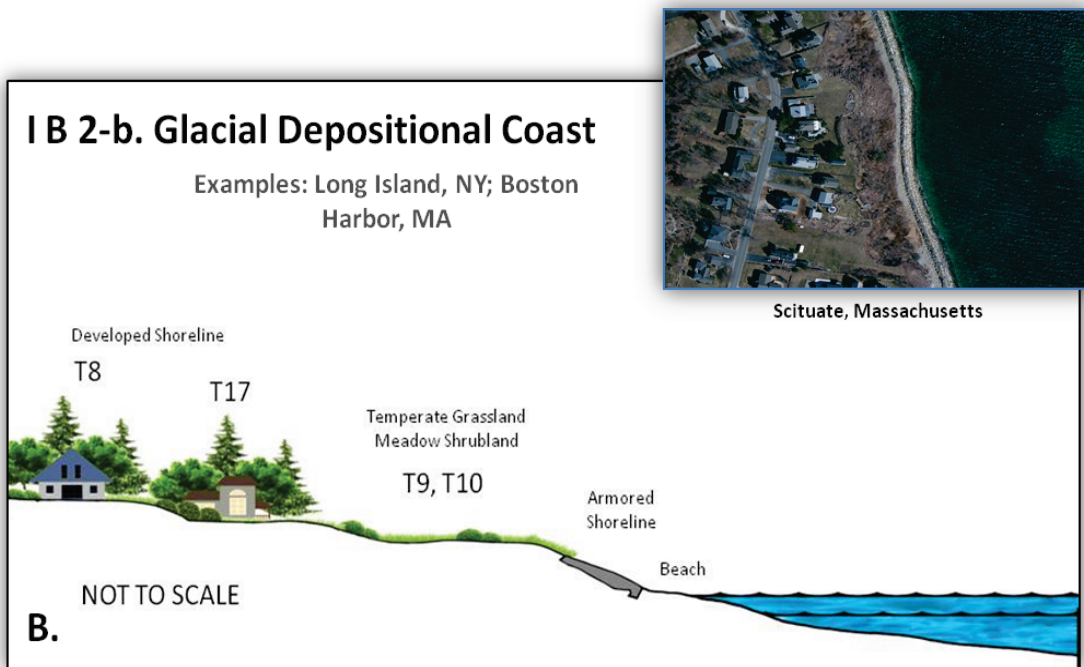 I B 2-b. Glacial Depositional Coast
Examples: Long Island, NY; Boston
Harbor, MA
Scituate, Massachusetts
Developed Shoreline
T8
T17
Temperate Grassland
Meadow Shrubland
T9, T10
Armored
Shoreline
Beach
NOT TO SCALE
B.